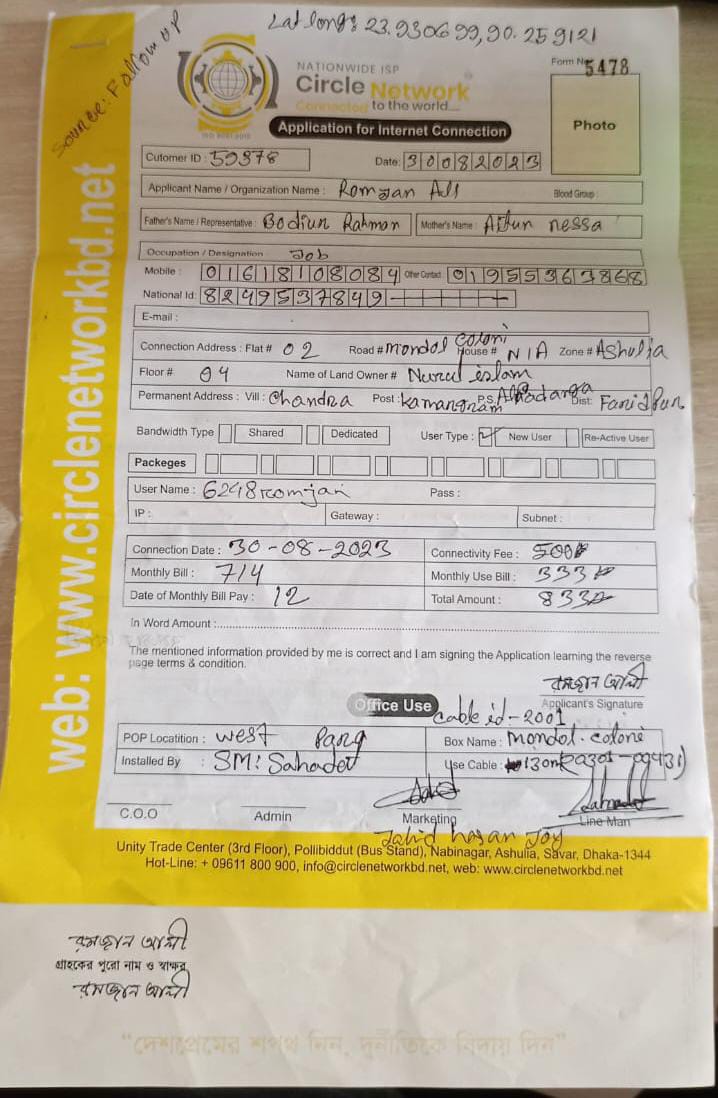 Lat long: 23.930699, 90.259121
Source: Follow up
NATIONWIDE ISP
Circle Network
Connected to the world....
ISO 9001:2015
Form No 5478
Photo
Application for Internet Connection
Cutomer ID : 59378 Date: 30082023
Applicant Name / Organization Name : Romjan Ali Blood Group :
Father's Name / Representative : Bodiur Rahman Mother's Name : nessa
Occupation / Designation Job
Mobile : 01618108084 Other Contact 01955363868
National Id: 8249537849
E-mail :
Connection Address : Flat # 02 Road # mondol coloni House # N/A Zone # Ashulia
Floor # 04 Name of Land Owner # Nurul islam
Permanent Address : Vill : Chandra Post : kamargram P.S. Alfadanga Dist: Faridpur
Bandwidth Type Shared Dedicated User Type : New User Re-Active User
Packeges
User Name : 6248romjan Pass :
IP : Gateway : Subnet :
Connection Date : 30-08-2023 Connectivity Fee : 500
Monthly Bill : 714 Monthly Use Bill : 333
Date of Monthly Bill Pay : 12 Total Amount : 833
In Word Amount :
The mentioned information provided by me is correct and I am signing the Application learning the reverse
page terms & condition.
রমজান আলী
Applicant's Signature
Office Use
Cable id-2001
POP Locatition : west Box Name : mondol-colone
Installed By : SM: Sahadot Use Cable :
C.O.O Admin Marketing Line Man
Jahid hasan Joy
Unity Trade Center (3rd Floor), Pollibiddut (Bus Stand), Nabinagar, Ashulia, Savar, Dhaka-1344
Hot-Line: + 09611 800 900, info@circlenetworkbd.net, web: www.circlenetworkbd.net
web: www.circlenetworkbd.net
রমজান আলী
গ্রাহকের পুরো নাম ও স্বাক্ষর
রমজান আলী
“দেশপ্রেমের শপথ নিন, দুর্নীতিকে বিদায় দিন”